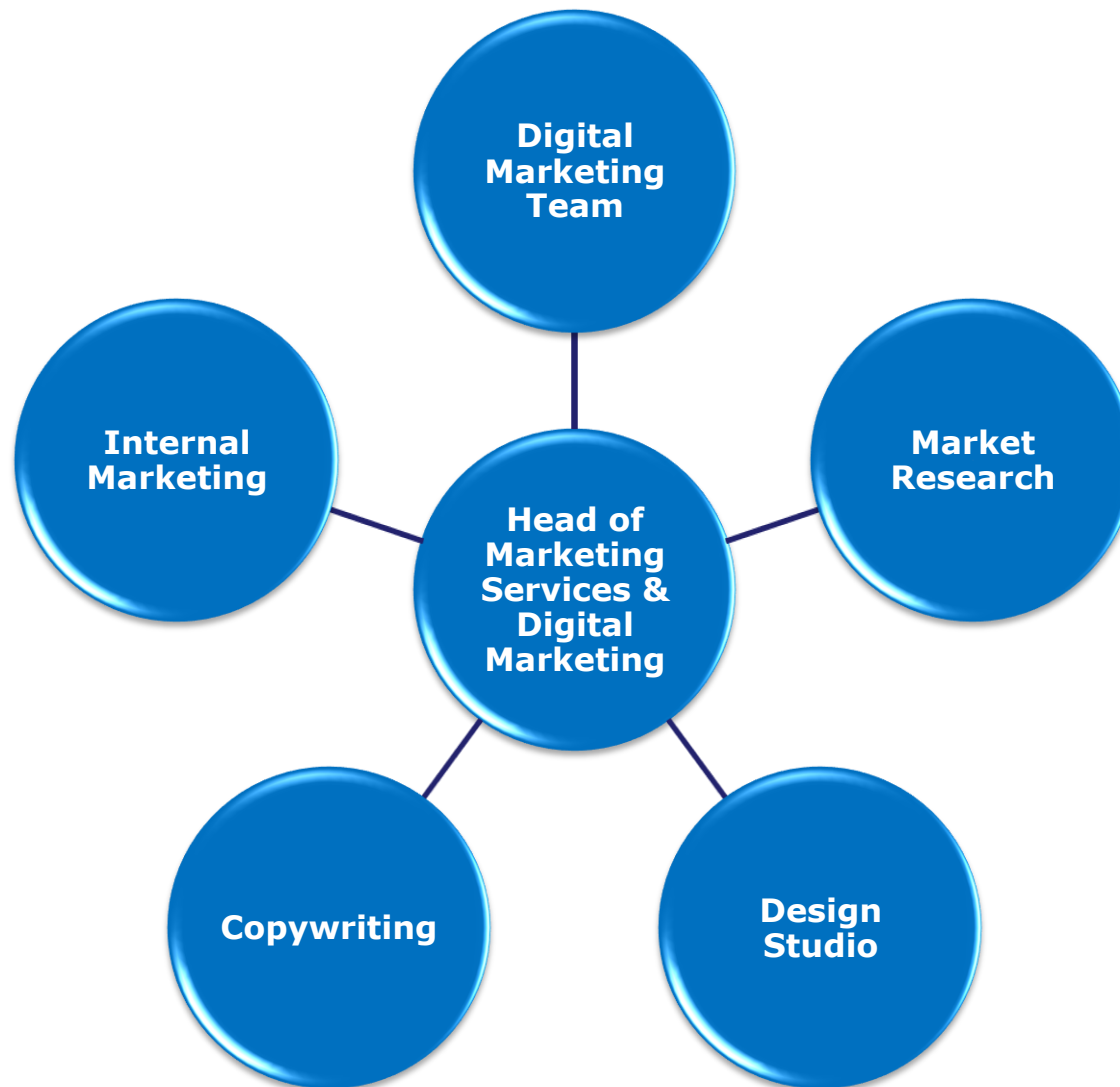 Digital
Marketing
Team
Internal
Marketing
Market
Research
Head of
Marketing
Services &
Digital
Marketing
Copywriting
Design
Studio